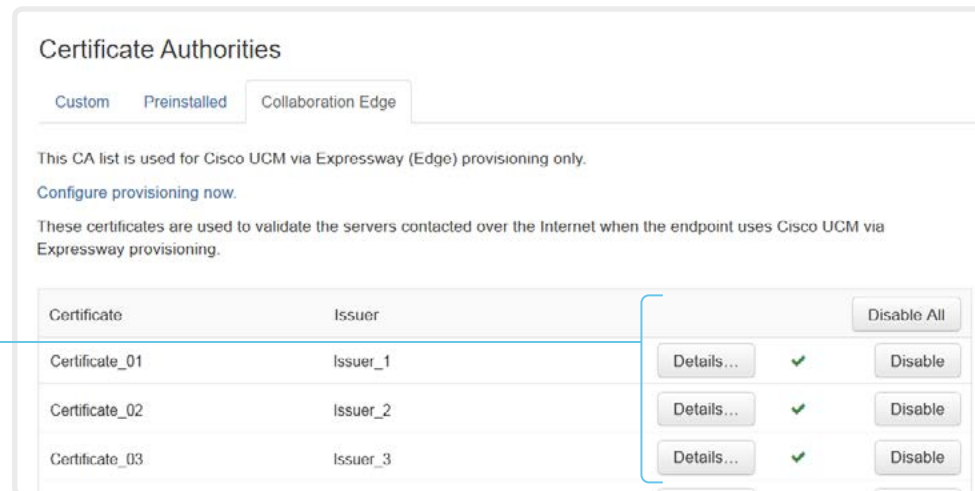 Certificate Authorities
Custom Preinstalled Collaboration Edge
This CA list is used for Cisco UCM via Expressway (Edge) provisioning only.
Configure provisioning now.
These certificates are used to validate the servers contacted over the Internet when the endpoint uses Cisco UCM via
Expressway provisioning.
Certificate Issuer Disable All
Certificate_01 Issuer_1 Details... Disable
Certificate_02 Issuer_2 Details... Disable
Certificate_03 Issuer_3 Details... Disable